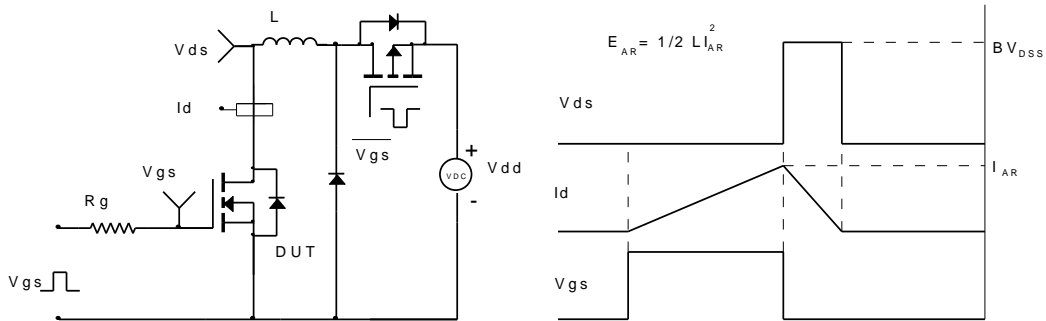 L
Vds
Id
Vgs
Vgs
+
VDC
Vdd
-
Rg
Vgs
DUT
Vgs
E_AR = 1/2 LI_AR^2
BV_DSS
Vds
I_AR
Id
Vgs